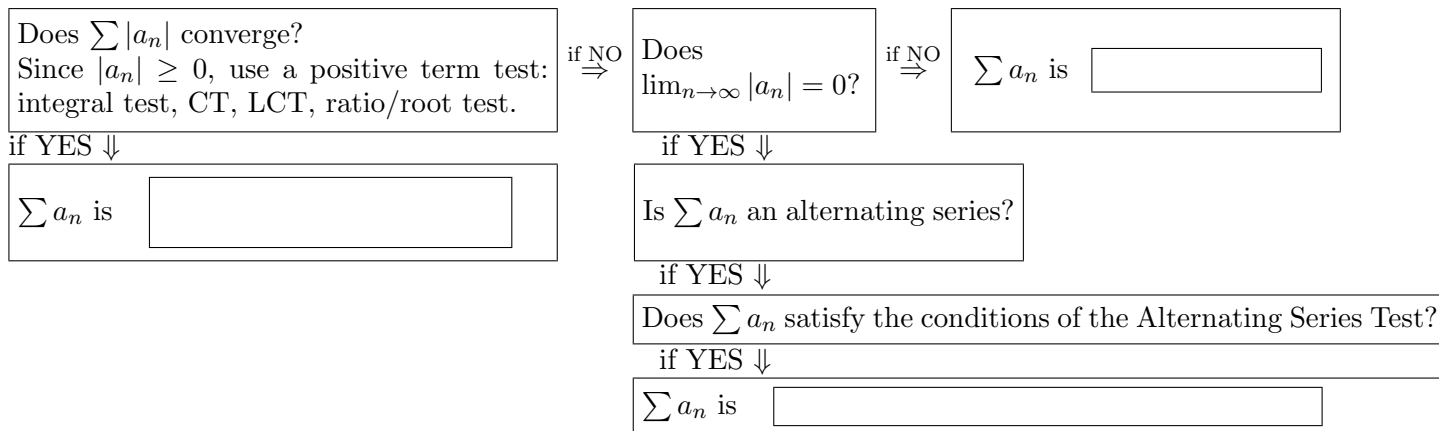 Does ∑ |aₙ| converge?
Since |aₙ| ≥ 0, use a positive term test:
integral test, CT, LCT, ratio/root test.
if NO
⇒
Does
limₙ→∞ |aₙ| = 0?
if NO
⇒
∑ aₙ is
if YES ⇓
if YES ⇓
∑ aₙ is
Is ∑ aₙ an alternating series?
if YES ⇓
Does ∑ aₙ satisfy the conditions of the Alternating Series Test?
if YES ⇓
∑ aₙ is